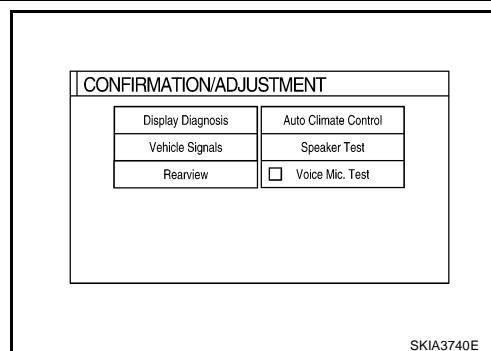 CONFIRMATION/ADJUSTMENT
Display Diagnosis
Auto Climate Control
Vehicle Signals
Speaker Test
Rearview
Voice Mic. Test
SKIA3740E